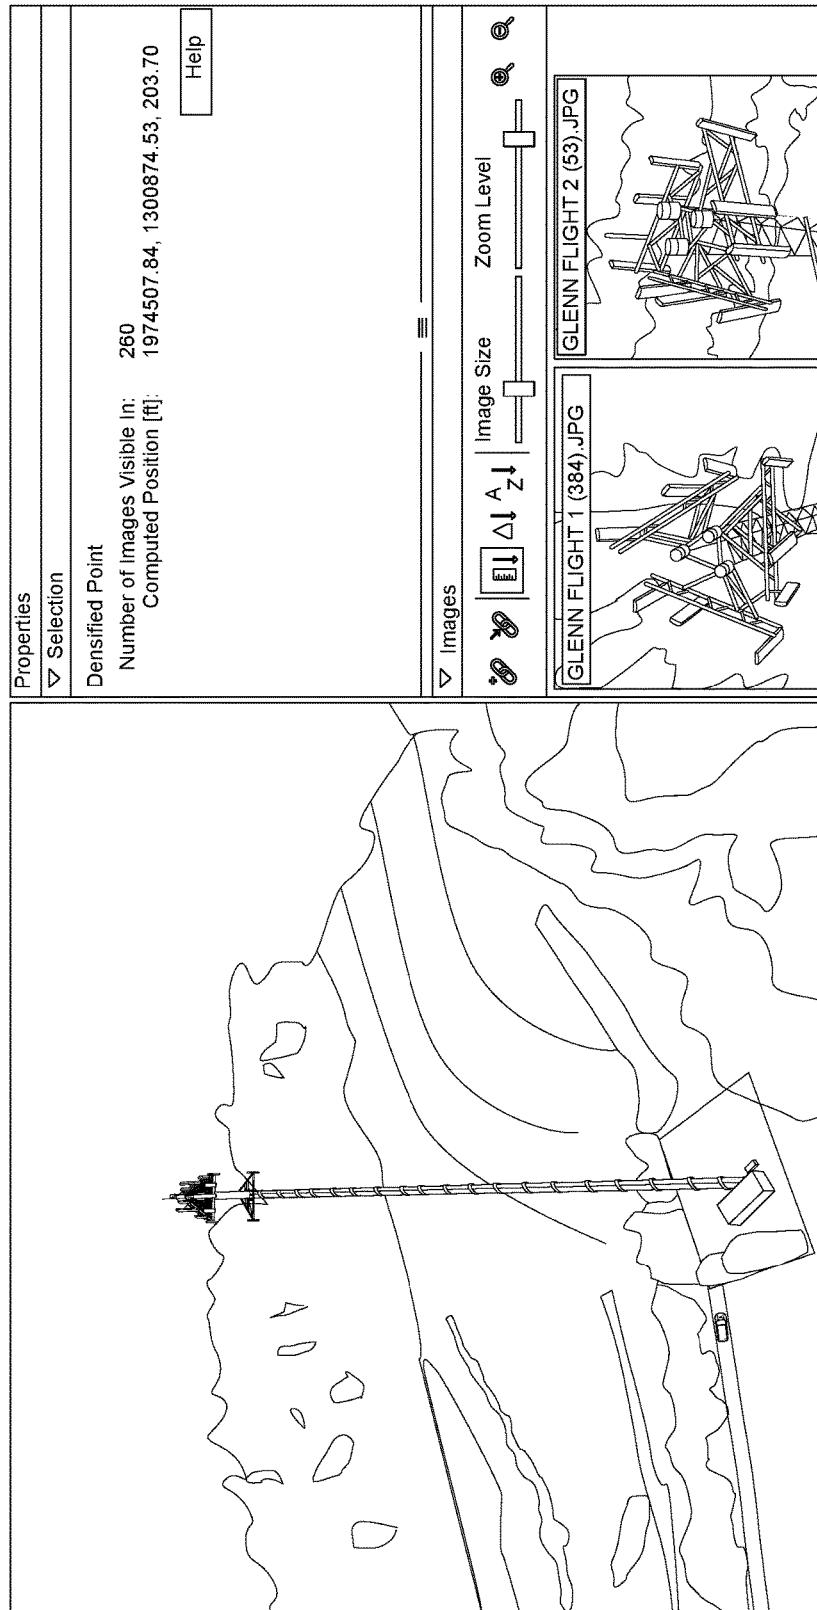 Properties
▽ Selection
Densified Point
Number of Images Visible In: 260
Computed Position [ft]: 1974507.84, 1300874.53, 203.70
Help
▽ Images
A
Z
Image Size
Zoom Level
GLENN FLIGHT 1 (384).JPG
GLENN FLIGHT 2 (53).JPG